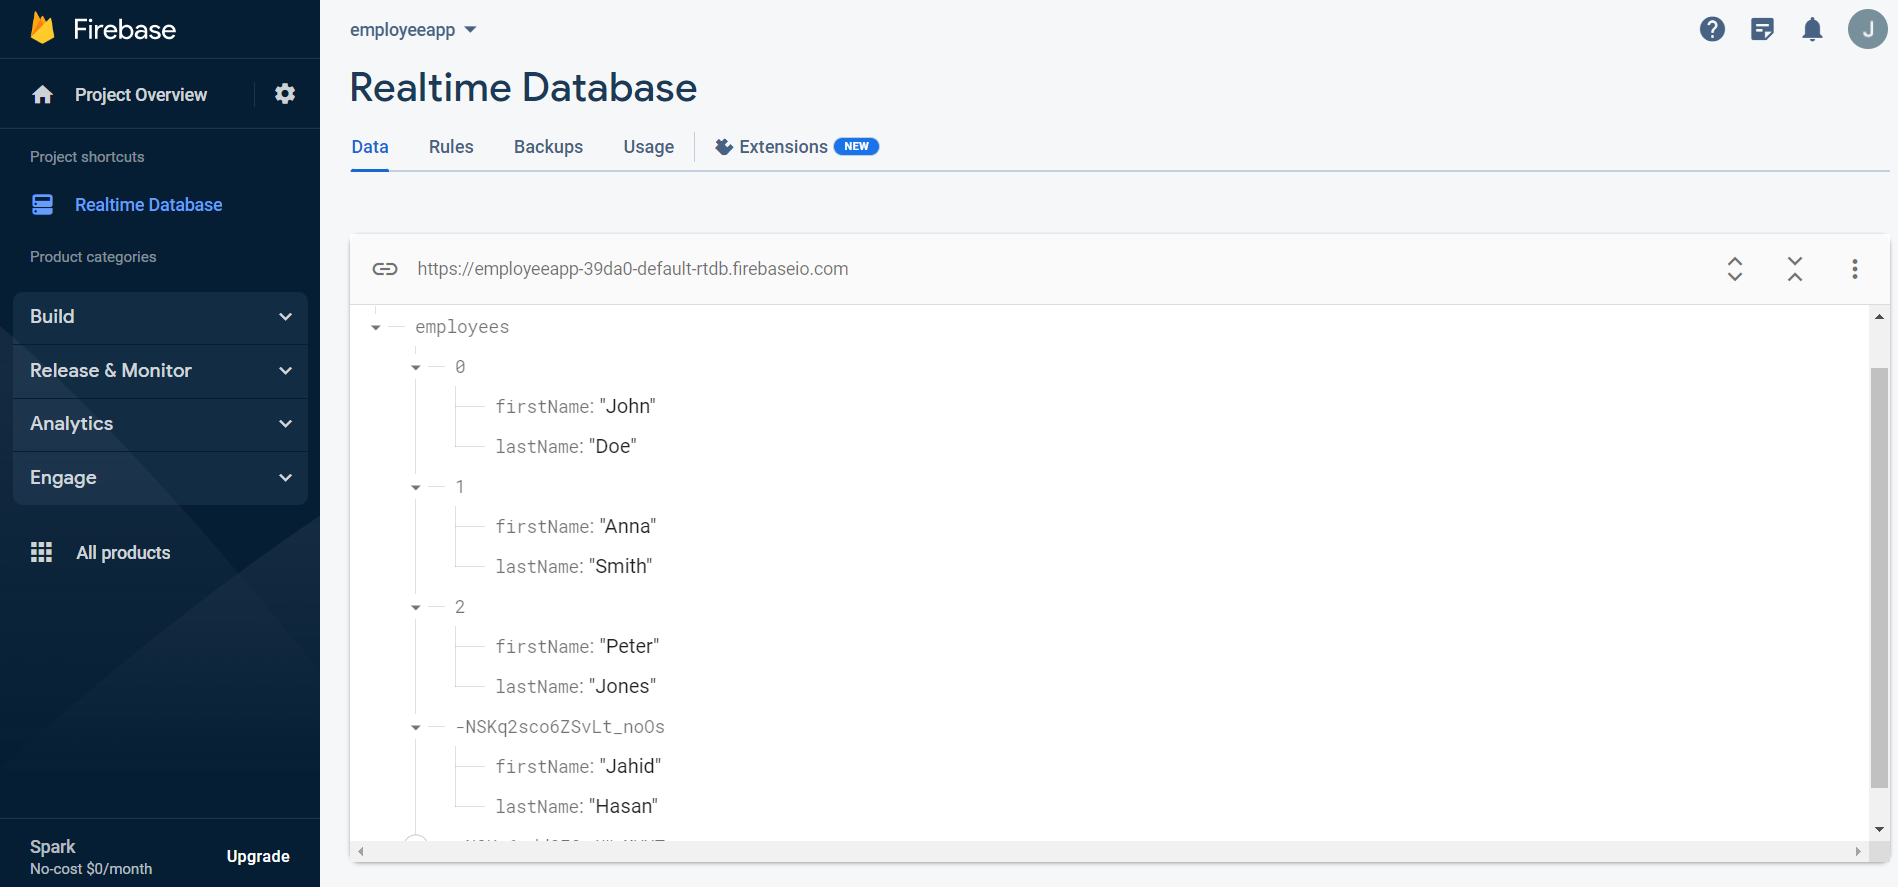 Firebase
Project Overview
Project shortcuts
Realtime Database
Product categories
Build
Release & Monitor
Analytics
Engage
All products
Spark
No-cost $0/month
Upgrade
employeeapp
J
Realtime Database
Data Rules Backups Usage Extensions NEW
https://employeeapp-39da0-default-rtdb.firebaseio.com
employees
0
firstName: "John"
lastName: "Doe"
1
firstName: "Anna"
lastName: "Smith"
2
firstName: "Peter"
lastName: "Jones"
-NSKq2sco6ZSvLt_noOs
firstName: "Jahid"
lastName: "Hasan"